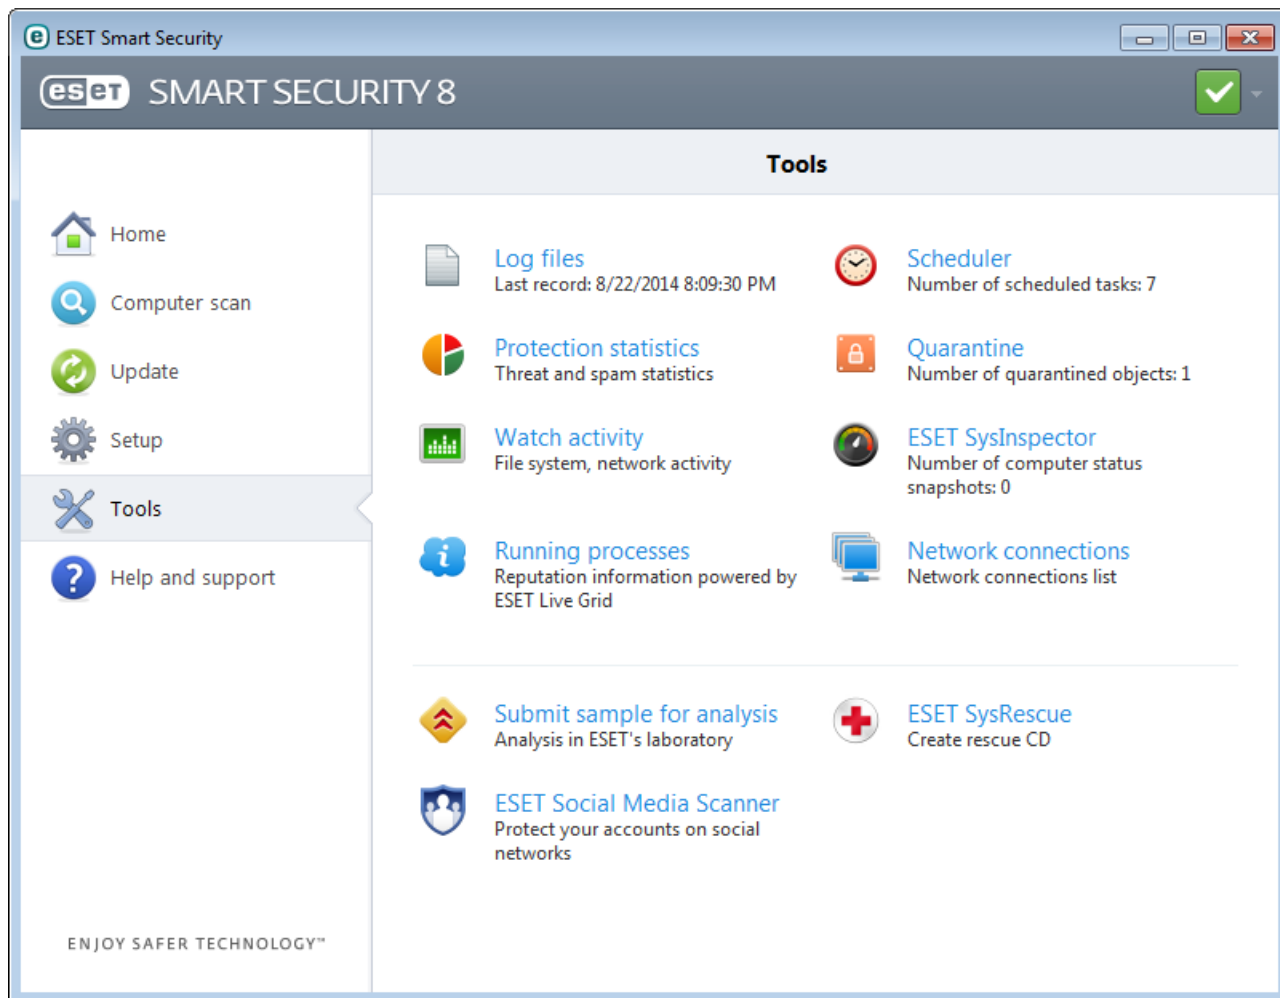 ESET Smart Security
eseT SMART SECURITY 8
Tools
Home
Computer scan
Update
Setup
Tools
Help and support
Log files
Last record: 8/22/2014 8:09:30 PM
Scheduler
Number of scheduled tasks: 7
Protection statistics
Threat and spam statistics
Quarantine
Number of quarantined objects: 1
Watch activity
File system, network activity
ESET SysInspector
Number of computer status
snapshots: 0
Running processes
Reputation information powered by
ESET Live Grid
Network connections
Network connections list
Submit sample for analysis
Analysis in ESET's laboratory
ESET SysRescue
Create rescue CD
ESET Social Media Scanner
Protect your accounts on social
networks
ENJOY SAFER TECHNOLOGY™